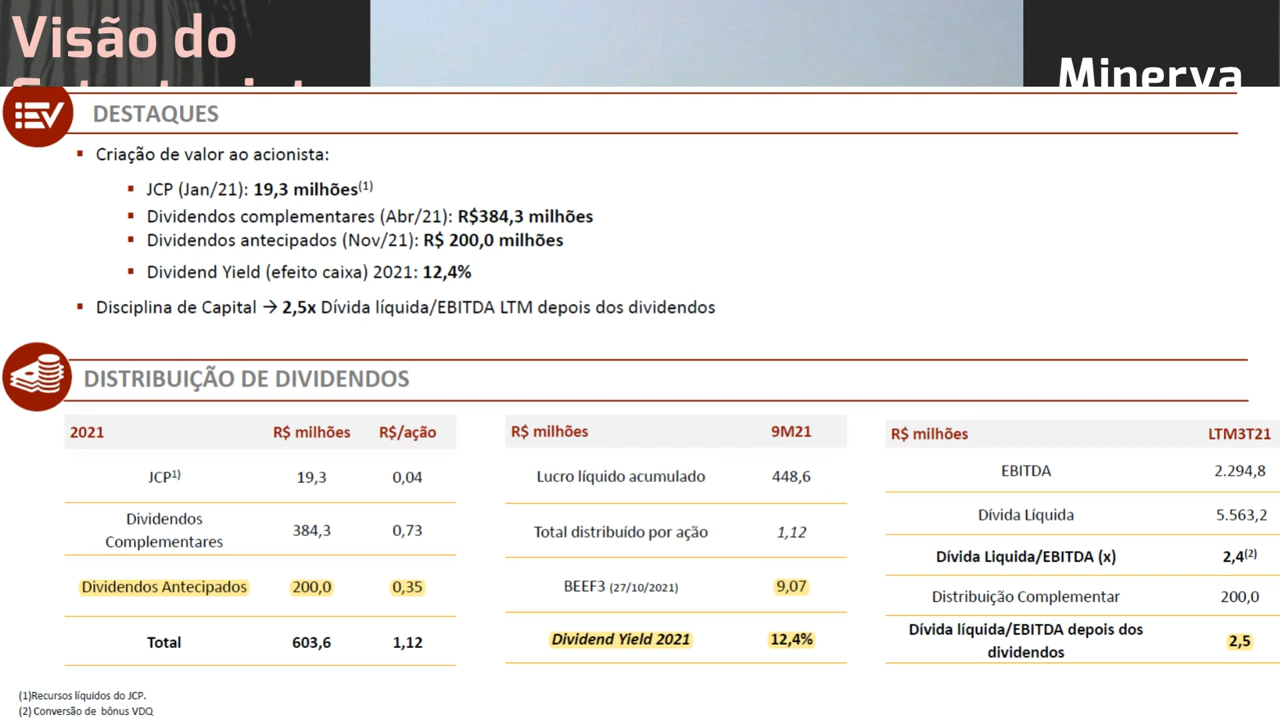 Visão do
Minerva
DESTAQUES
▪ Criação de valor ao acionista:
▪ JCP (Jan/21): 19,3 milhões(1)
▪ Dividendos complementares (Abr/21): R$384,3 milhões
▪ Dividendos antecipados (Nov/21): R$ 200,0 milhões
▪ Dividend Yield (efeito caixa) 2021: 12,4%
▪ Disciplina de Capital → 2,5x Dívida líquida/EBITDA LTM depois dos dividendos
DISTRIBUIÇÃO DE DIVIDENDOS
2021 R$ milhões R$/ação
JCP1) 19,3 0,04
Dividendos
Complementares 384,3 0,73
Dividendos Antecipados 200,0 0,35
Total 603,6 1,12
R$ milhões 9M21
Lucro líquido acumulado 448,6
Total distribuído por ação 1,12
BEEF3 (27/10/2021) 9,07
Dividend Yield 2021 12,4%
R$ milhões LTM3T21
EBITDA 2.294,8
Dívida Líquida 5.563,2
Dívida Liquida/EBITDA (x) 2,4(2)
Distribuição Complementar 200,0
Dívida líquida/EBITDA depois dos
dividendos 2,5
(1)Recursos líquidos do JCP.
(2) Conversão de bônus VDQ